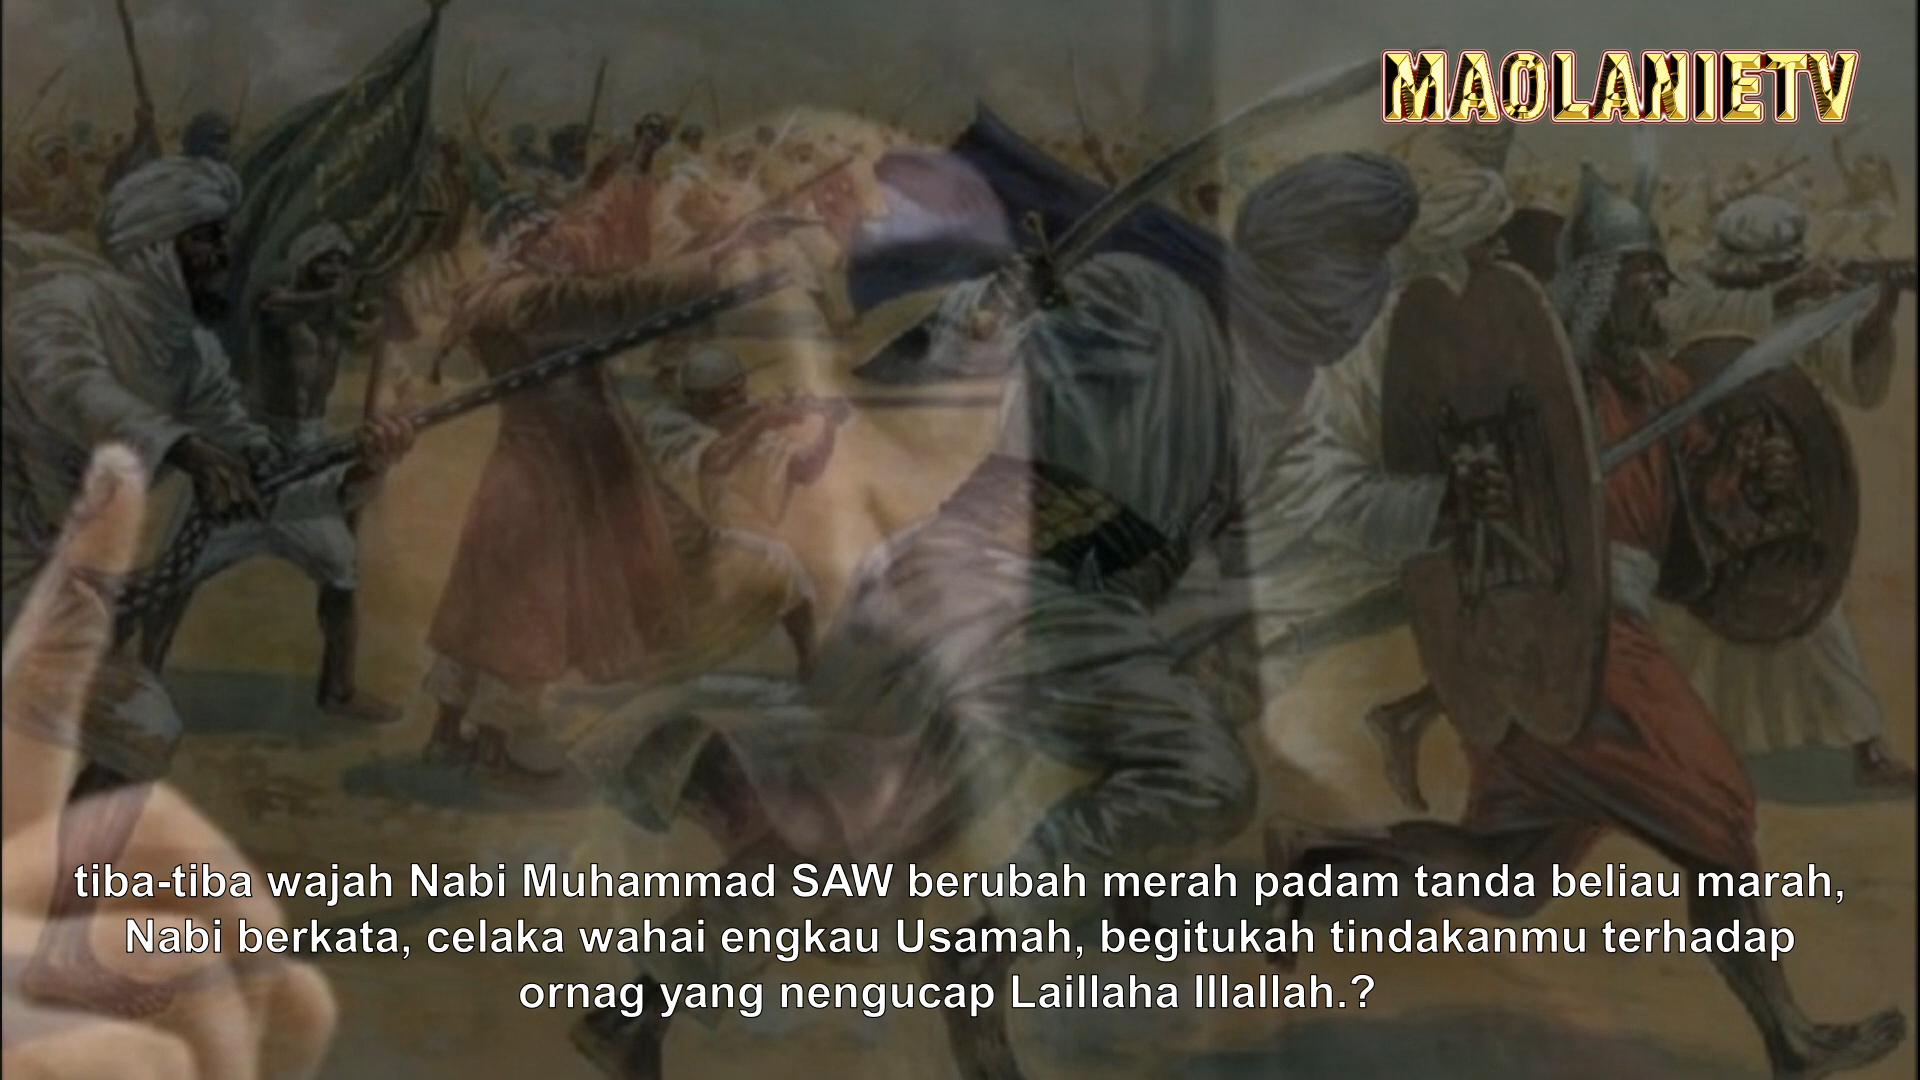 MAOLANIETV
tiba-tiba wajah Nabi Muhammad SAW berubah merah padam tanda beliau marah,
Nabi berkata, celaka wahai engkau Usamah, begitukah tindakanmu terhadap
ornag yang nengucap Laillaha Illallah.?